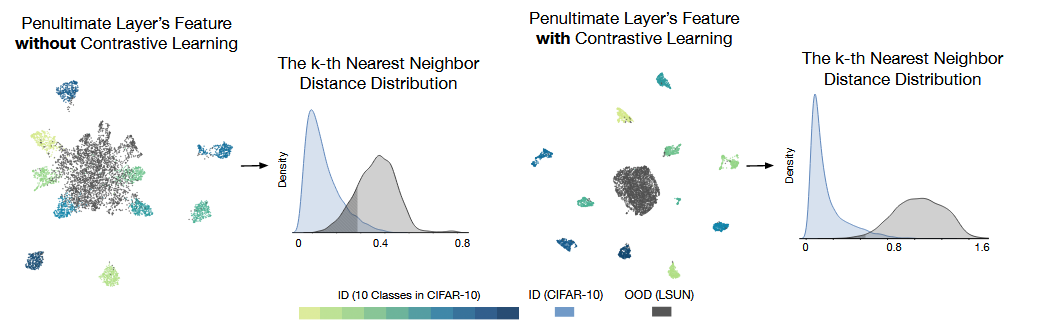 Penultimate Layer's Feature
without Contrastive Learning
The k-th Nearest Neighbor
Distance Distribution
Density
0
0.4
0.8
Penultimate Layer's Feature
with Contrastive Learning
The k-th Nearest Neighbor
Distance Distribution
Density
0
0.8
1.6
ID (10 Classes in CIFAR-10)
ID (CIFAR-10)
OOD (LSUN)